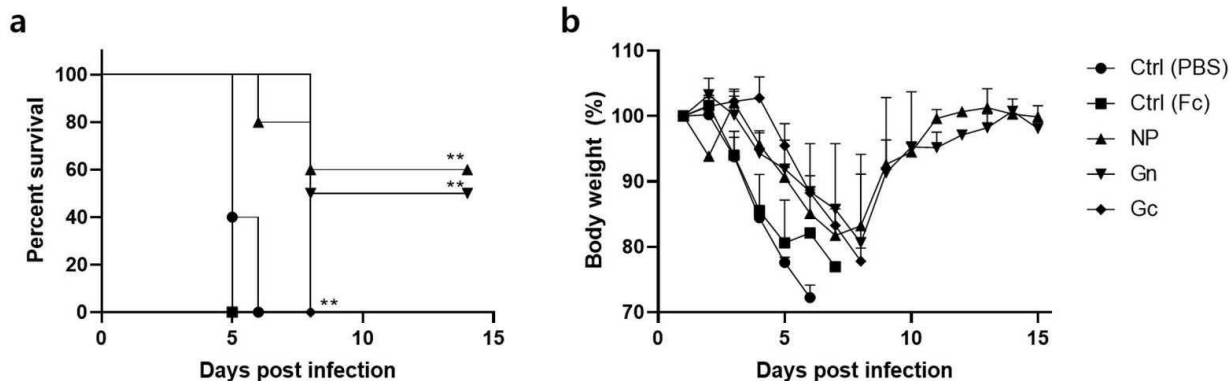 a
Percent survival
100
80
60
40
20
0
**
**
**
0 5 10 15
Days post infection
b
Body weight (%)
110
100
90
80
70
0 5 10 15
Days post infection
Ctrl (PBS)
Ctrl (Fc)
NP
Gn
Gc